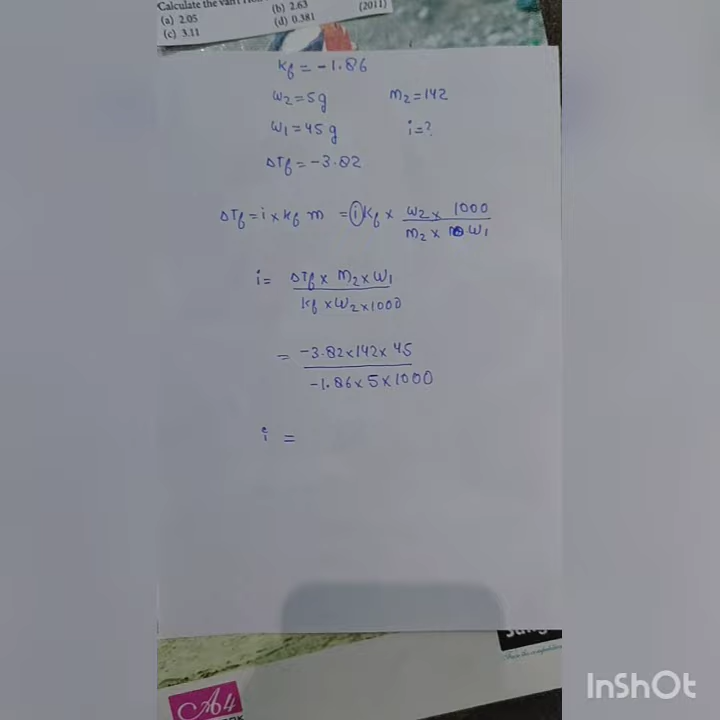 Calculate the van't
(a) 2.05
(b) 2.63
(2011)
(c) 3.11
(d) 0.381
Kf = -1.86
W2 = 5g M2 = 142
W1 = 45g i = ?
ΔTf = -3.82
ΔTf = i × Kf m = i Kf × W2 × 1000 / M2 × W1
i = ΔTf × M2 × W1 / Kf × W2 × 1000
= -3.82 × 142 × 45 / -1.86 × 5 × 1000
i =
A4
InShOt